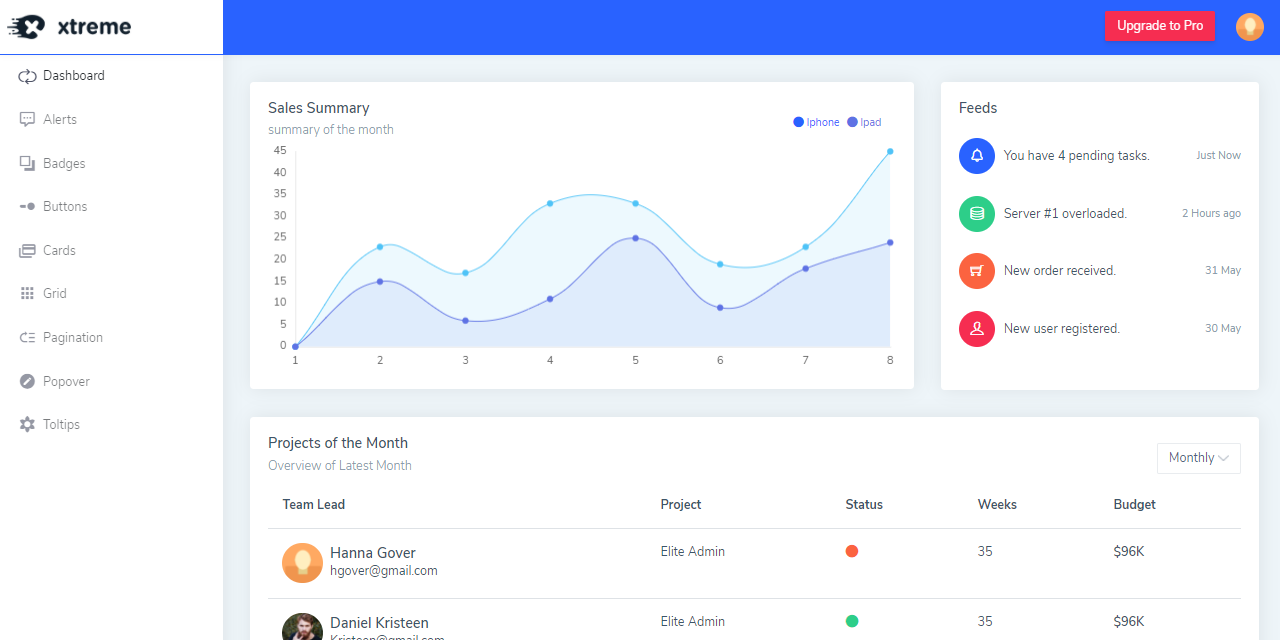 xtreme
Upgrade to Pro
Dashboard
Alerts
Badges
Buttons
Cards
Grid
Pagination
Popover
Toltips
Sales Summary
summary of the month
Iphone Ipad
45
40
35
30
25
20
15
10
5
0
1 2 3 4 5 6 7 8
Feeds
You have 4 pending tasks. Just Now
Server #1 overloaded. 2 Hours ago
New order received. 31 May
New user registered. 30 May
Projects of the Month
Overview of Latest Month
Monthly
Team Lead Project Status Weeks Budget
Hanna Gover Elite Admin 35 $96K
hgover@gmail.com
Daniel Kristeen Elite Admin 35 $96K
Kristeen@gmail.com